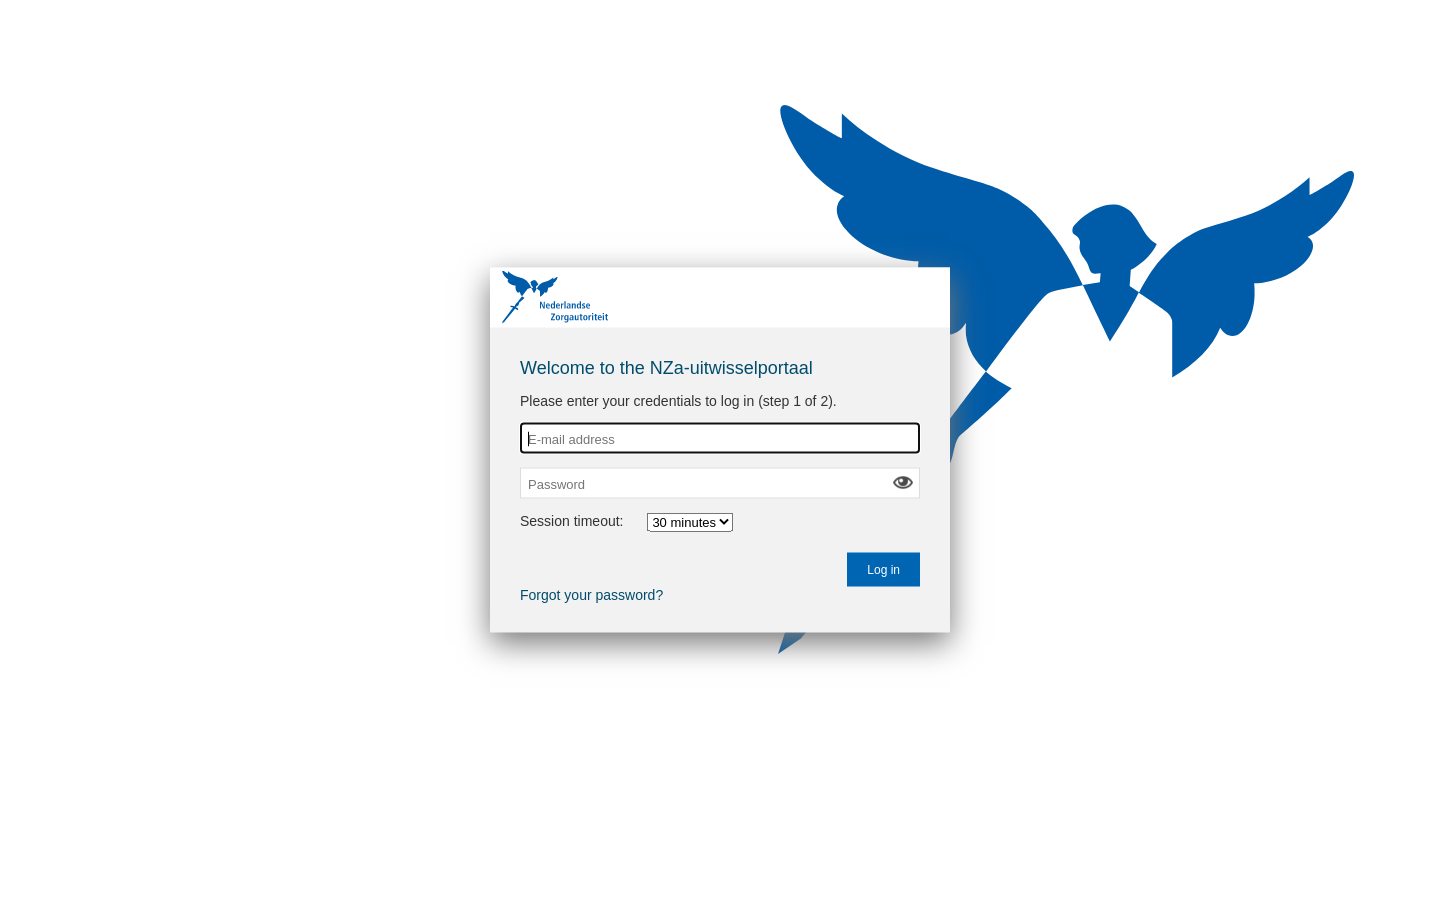 Nederlandse
Zorgautoriteit
Welcome to the NZa-uitwisselportaal
Please enter your credentials to log in (step 1 of 2).
E-mail address
Password
Session timeout: 30 minutes
Log in
Forgot your password?